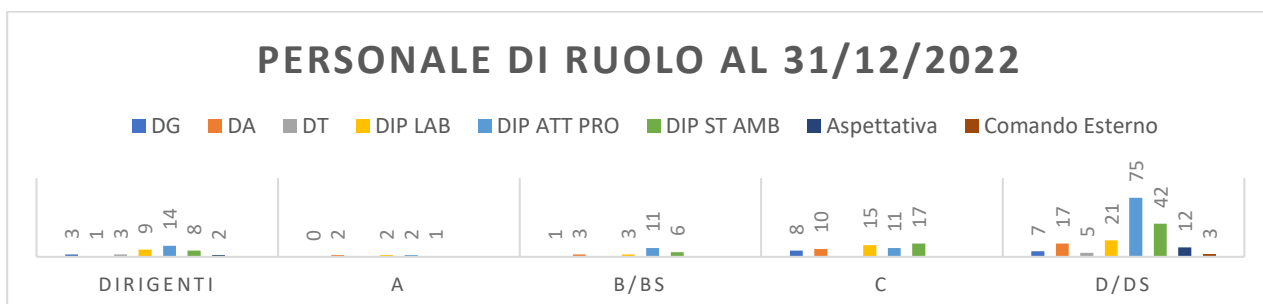 PERSONALE DI RUOLO AL 31/12/2022
DG DA DT DIP LAB DIP ATT PRO DIP ST AMB Aspettativa Comando Esterno
3 1 3 9 14 8 2 0 2 2 2 1 1 3 3 11 6 8 10 15 11 17 7 17 5 21 75 42 12 3
DIRIGENTI A B/BS C D/DS